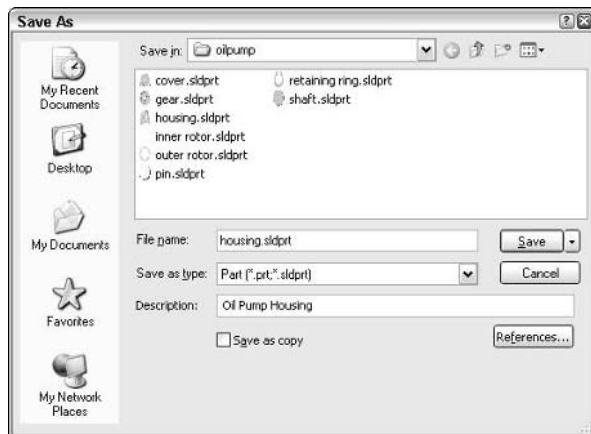 Save As
Save in: oilpump
My Recent
Documents
Desktop
My Documents
Favorites
My Network
Places
cover.sldprt
gear.sldprt
housing.sldprt
inner rotor.sldprt
outer rotor.sldprt
pin.sldprt
retaining ring.sldprt
shaft.sldprt
File name: housing.sldprt
Save
Save as type: Part (*.prt;*.sldprt)
Cancel
Description: Oil Pump Housing
Save as copy
References...